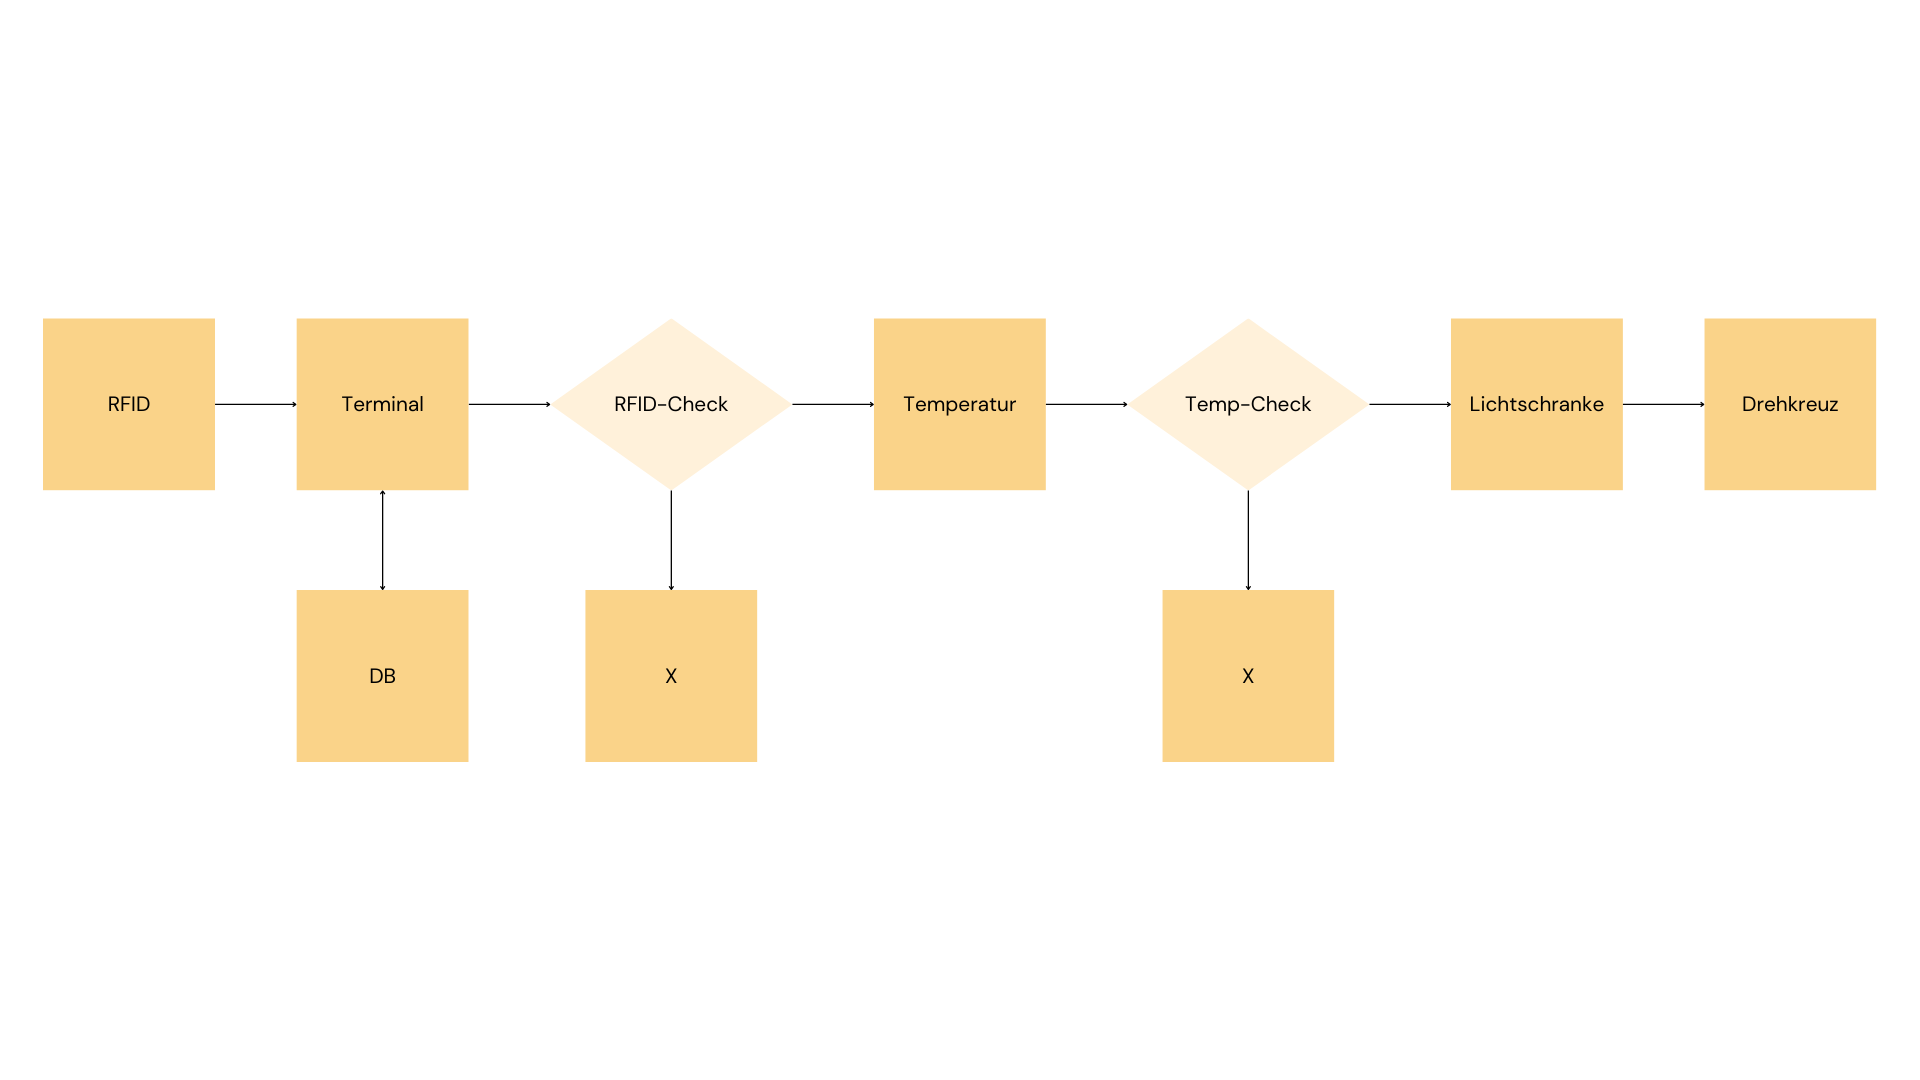 RFID
Terminal
RFID-Check
Temperatur
Temp-Check
Lichtschranke
Drehkreuz
DB
X
X